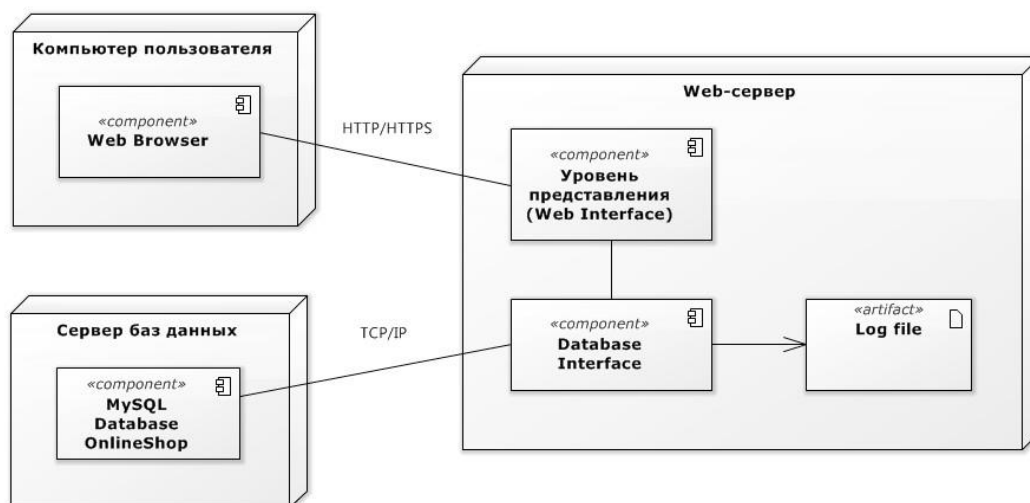 Компьютер пользователя
«component»
Web Browser
HTTP/HTTPS
Web-сервер
«component»
Уровень
представления
(Web Interface)
Сервер баз данных
«component»
MySQL
Database
OnlineShop
TCP/IP
«component»
Database
Interface
«artifact»
Log file